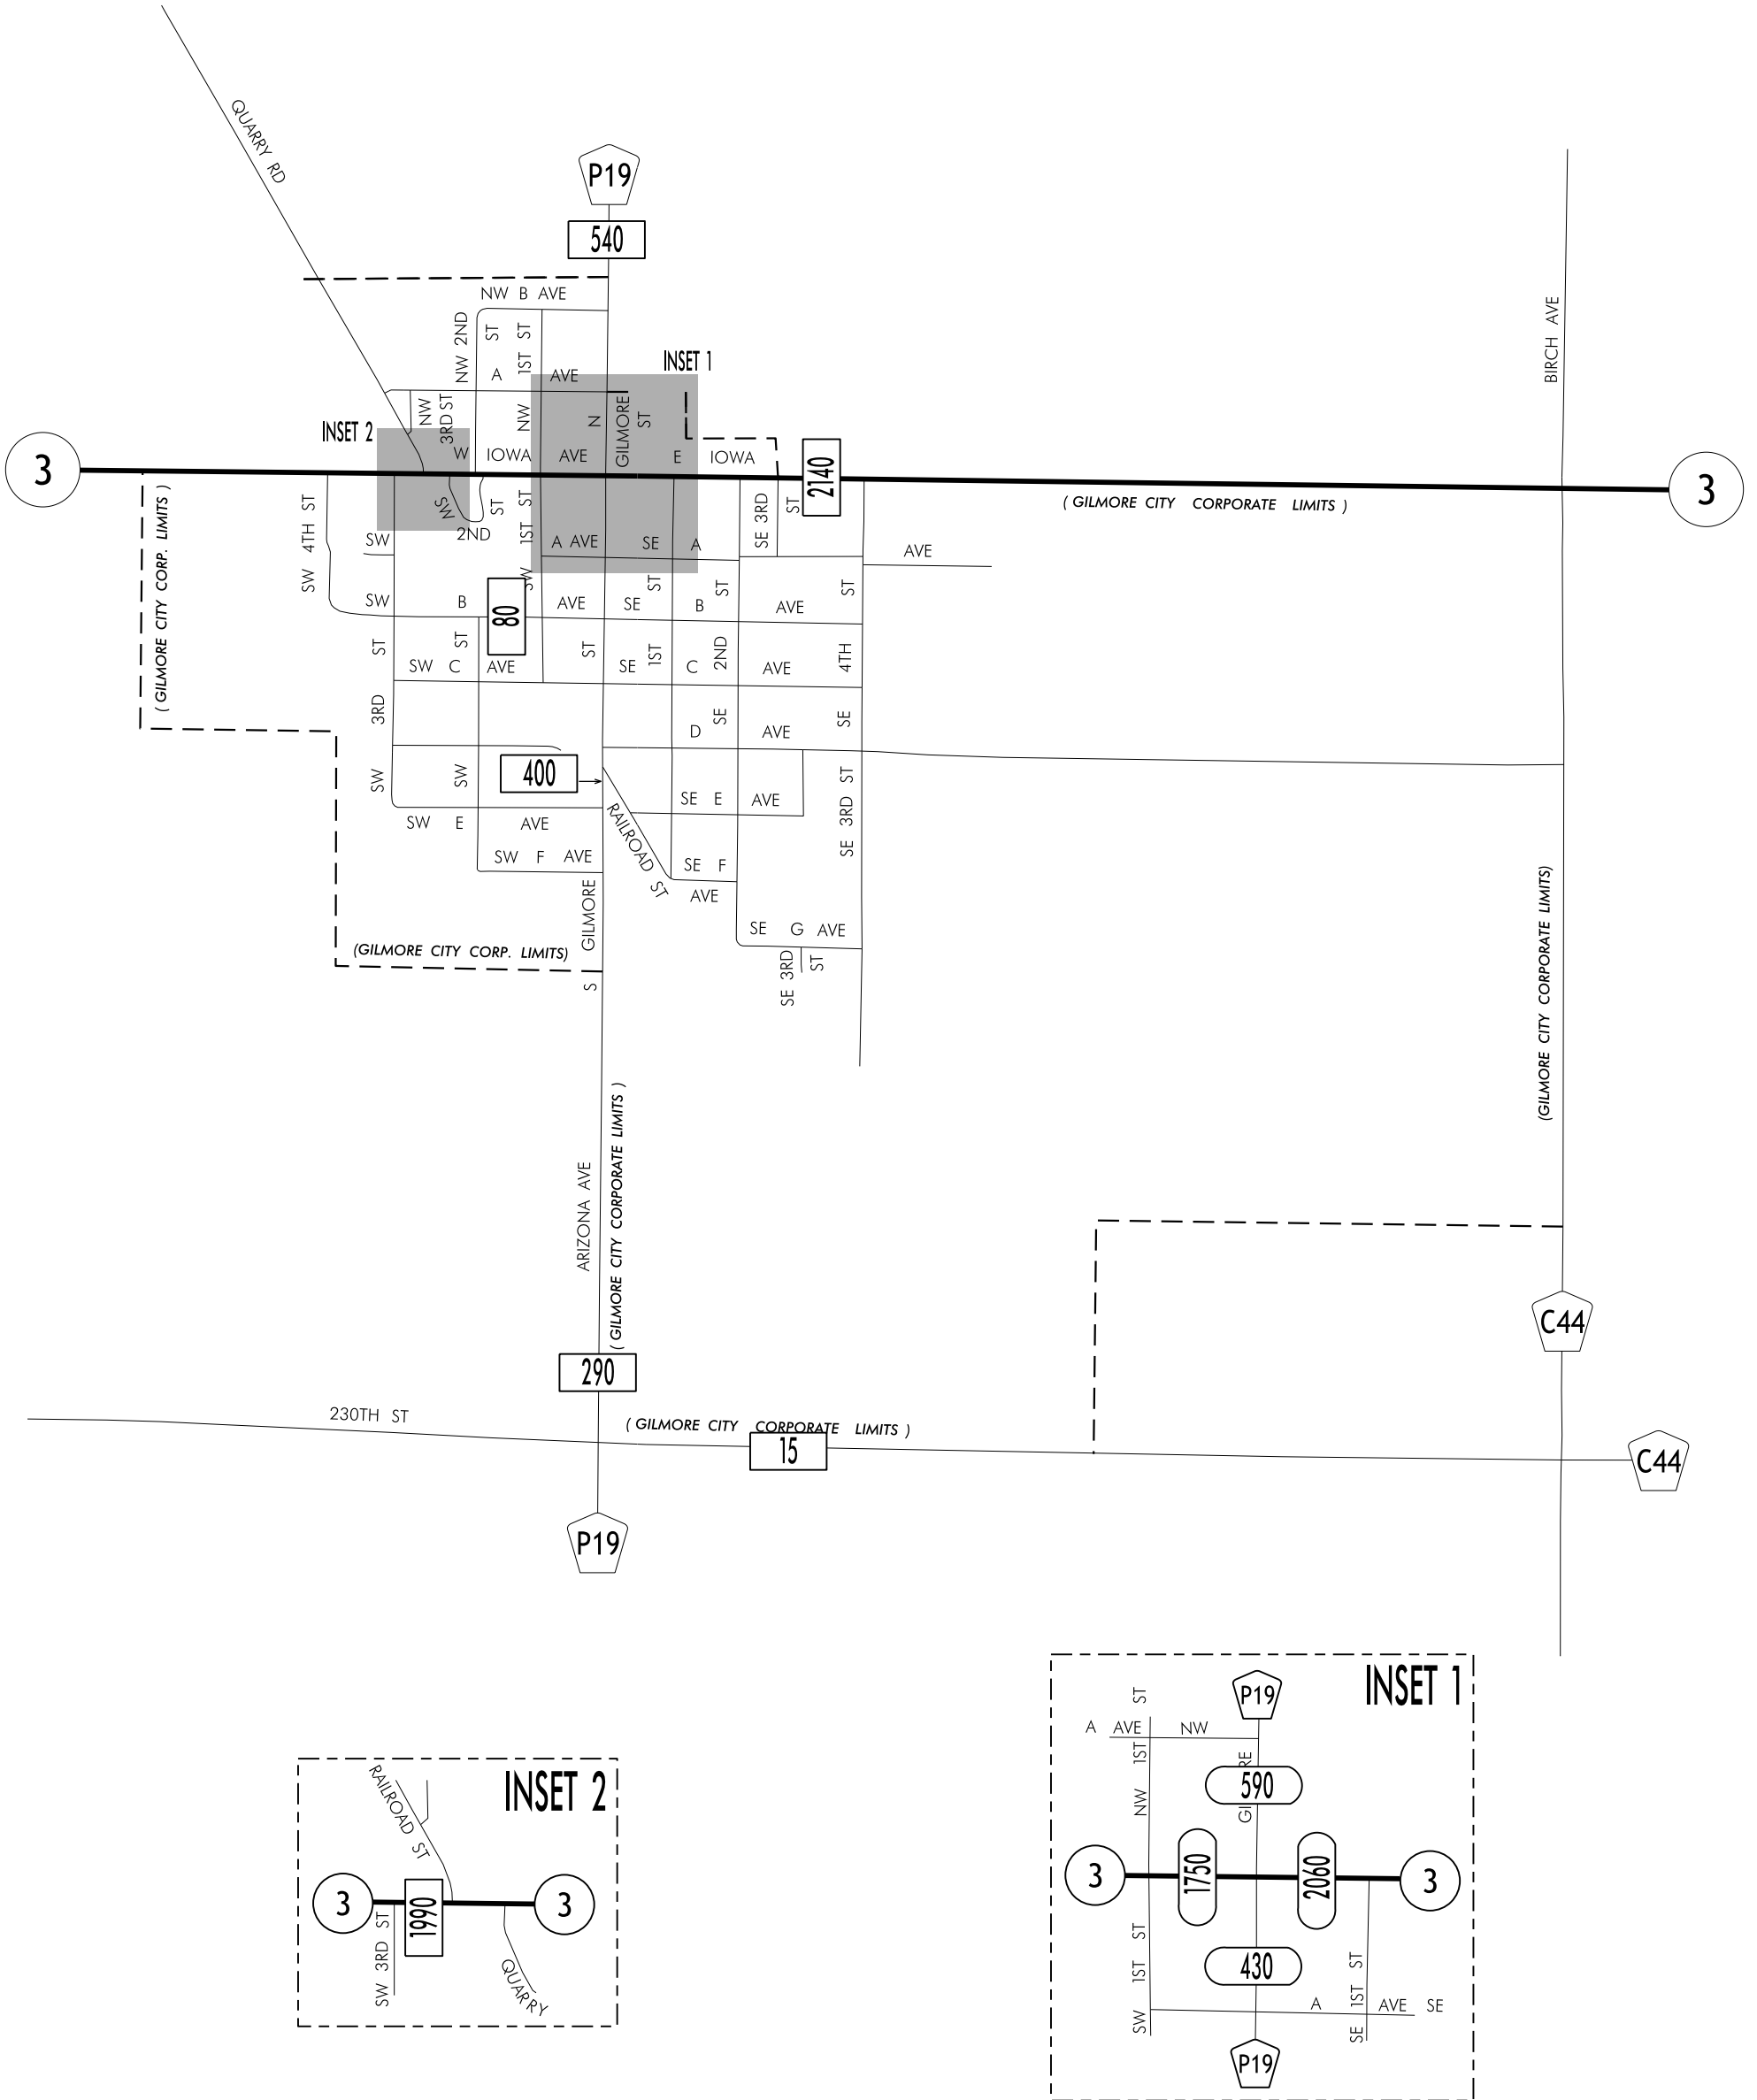 QUARRY RD
P19
540
NW B AVE
NW 2ND ST
NW 1ST ST
A AVE
INSET 1
BIRCH AVE
NW 3RD ST
N GILMORE ST
INSET 2
W IOWA AVE
E IOWA
3
2140
3
( GILMORE CITY CORPORATE LIMITS )
( GILMORE CITY CORP. LIMITS )
SW 4TH ST
SW 2ND ST
SW 1ST ST
SE 3RD ST
SW
A AVE
SE A
AVE
SW B AVE
SE B AVE
80
SW C AVE
SE C AVE
SW 3RD ST
SW ST
SE 1ST ST
SE 2ND ST
SE 4TH ST
D AVE
400
RAILROAD ST
SE E AVE
SE 3RD ST
SW E AVE
SW F AVE
SE F AVE
S GILMORE ST
SE G AVE
SE 3RD ST
(GILMORE CITY CORP. LIMITS)
(GILMORE CITY CORPORATE LIMITS)
ARIZONA AVE
( GILMORE CITY CORPORATE LIMITS )
C44
290
230TH ST
( GILMORE CITY CORPORATE LIMITS )
15
C44
P19
INSET 1
P19
A AVE NW
NW 1ST ST
590
3
1750
2060
3
430
SW 1ST ST
SE 1ST ST
A AVE SE
P19
INSET 2
RAILROAD ST
3
1990
3
SW 3RD ST
QUARRY